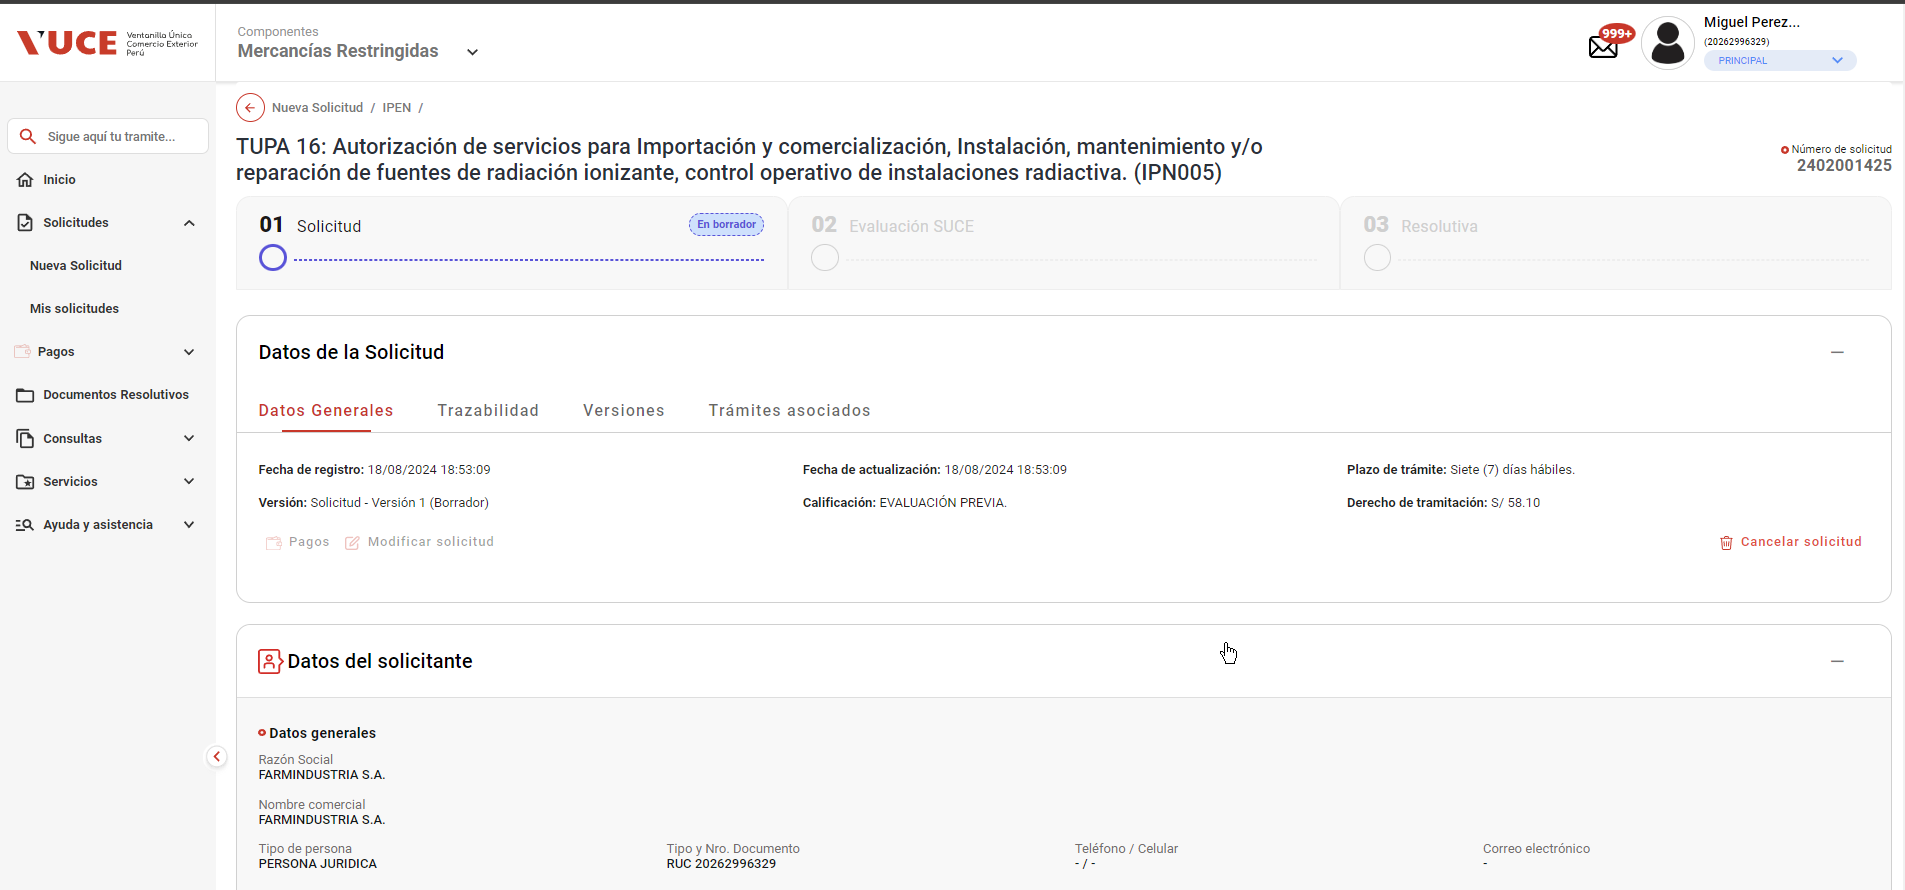 VUCE
Ventanilla Única
Comercio Exterior
Perú
Componentes
Mercancías Restringidas
999+
Miguel Perez...
(20262996329)
PRINCIPAL
Sigue aquí tu tramite...
Inicio
Solicitudes
Nueva Solicitud
Mis solicitudes
Pagos
Documentos Resolutivos
Consultas
Servicios
Ayuda y asistencia
Nueva Solicitud / IPEN /
TUPA 16: Autorización de servicios para Importación y comercialización, Instalación, mantenimiento y/o
reparación de fuentes de radiación ionizante, control operativo de instalaciones radiactiva. (IPN005)
Número de solicitud
2402001425
01 Solicitud En borrador
02 Evaluación SUCE
03 Resolutiva
Datos de la Solicitud
Datos Generales Trazabilidad Versiones Trámites asociados
Fecha de registro: 18/08/2024 18:53:09 Fecha de actualización: 18/08/2024 18:53:09 Plazo de trámite: Siete (7) días hábiles.
Versión: Solicitud - Versión 1 (Borrador) Calificación: EVALUACIÓN PREVIA. Derecho de tramitación: S/ 58.10
Pagos Modificar solicitud Cancelar solicitud
Datos del solicitante
Datos generales
Razón Social
FARMINDUSTRIA S.A.
Nombre comercial
FARMINDUSTRIA S.A.
Tipo de persona Tipo y Nro. Documento Teléfono / Celular Correo electrónico
PERSONA JURIDICA RUC 20262996329 - / - -